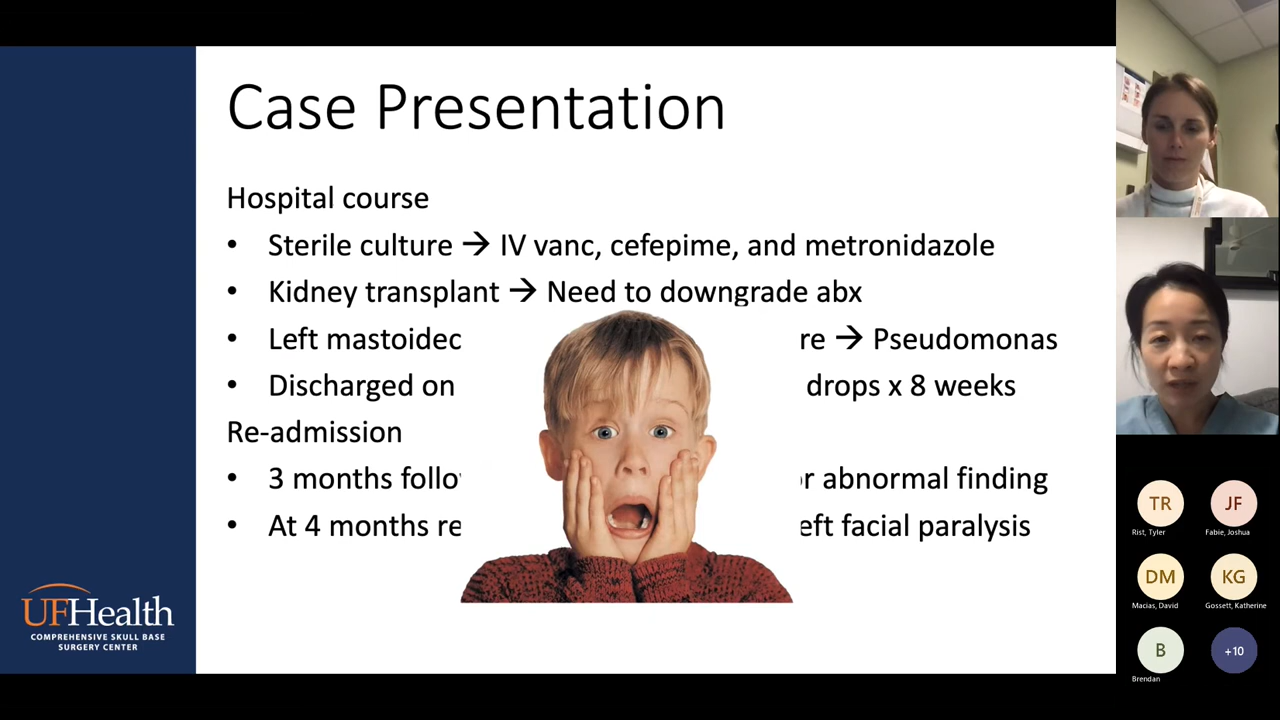 Case Presentation
Hospital course
• Sterile culture → IV vanc, cefepime, and metronidazole
• Kidney transplant → Need to downgrade abx
• Left mastoidec re → Pseudomonas
• Discharged on drops x 8 weeks
Re-admission
• 3 months follo r abnormal finding
• At 4 months re eft facial paralysis
UFHealth
COMPREHENSIVE SKULL BASE
SURGERY CENTER
TR
JF
Rist, Tyler
Fabie, Joshua
DM
KG
Macias, David
Gossett, Katherine
B
+10
Brendan